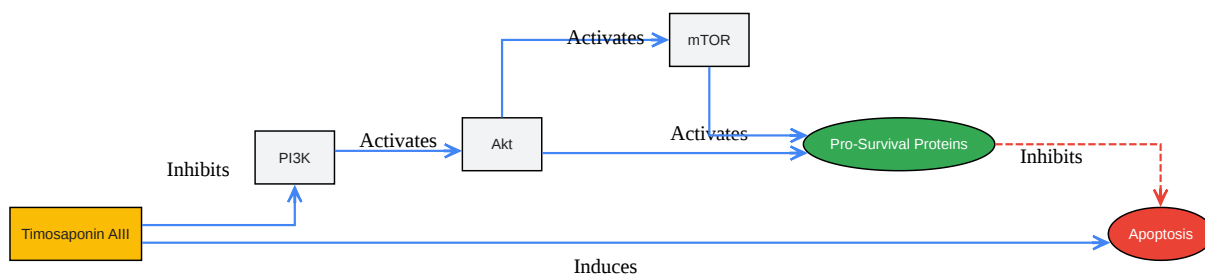 Activates
mTOR
Activates
Activates
PI3K
Akt
Pro-Survival Proteins
Inhibits
Inhibits
Timosaponin AIII
Apoptosis
Induces